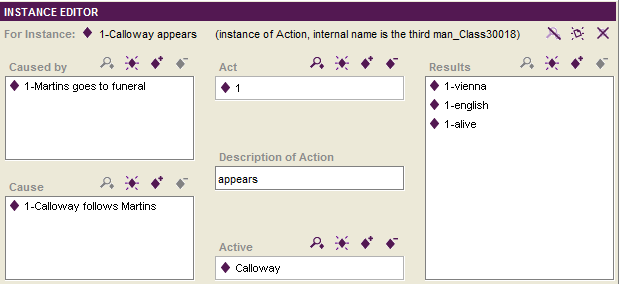 INSTANCE EDITOR
For Instance: 1-Calloway appears (instance of Action, internal name is the third man_Class30018)
Caused by
1-Martins goes to funeral
Cause
1-Calloway follows Martins
Act
1
Description of Action
appears
Active
Calloway
Results
1-vienna
1-english
1-alive